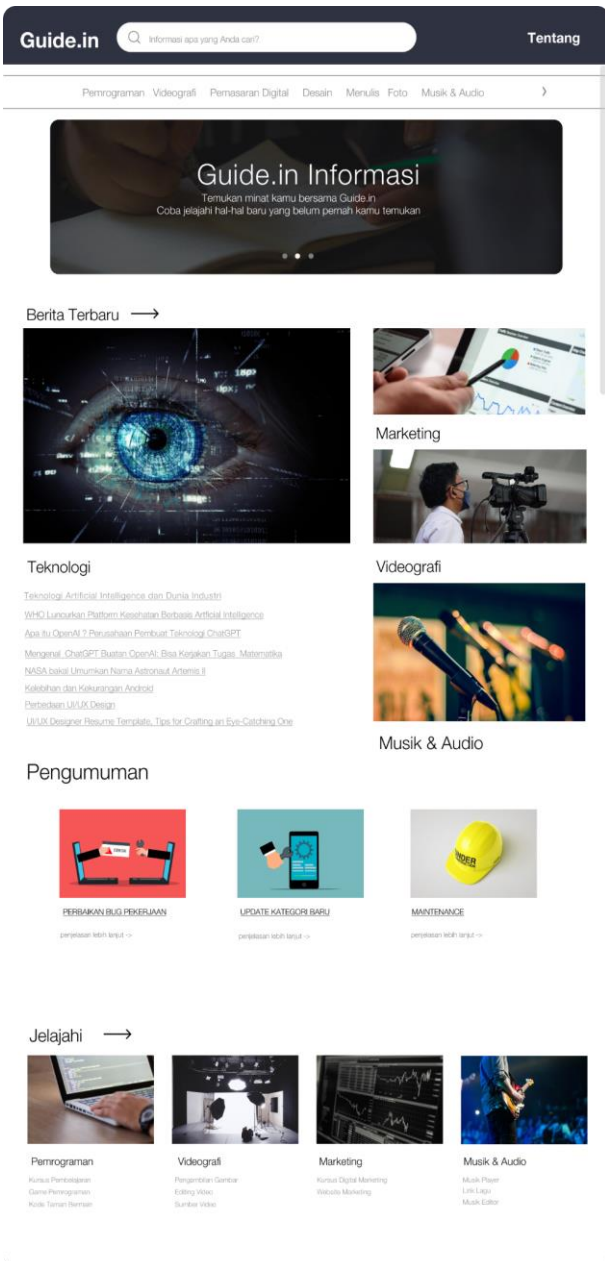 Guide.in
Informasi apa yang Anda cari?
Tentang
Pemrograman Videografi Pemasaran Digital Desain Menulis Foto Musik & Audio
Guide.in Informasi
Temukan minat kamu bersama Guide.in
Coba jelajahi hal-hal baru yang belum pernah kamu temukan
Berita Terbaru
Marketing
Teknologi
Videografi
Teknologi Artificial Intelligence dan Dunia Industri
WHO Luncurkan Platform Kesehatan Berbasis Artficial Intelligence
Apa itu OpenAI ? Perusahaan Pembuat Teknologi ChatGPT
Mengenal ChatGPT Buatan OpenAI: Bisa Kerjakan Tugas Matematika
NASA bakal Umumkan Nama Astronaut Artemis II
Kelebihan dan Kekurangan Android
Perbedaan UI/UX Design
UI/UX Designer Resume Template, Tips for Crafting an Eye-Catching One
Musik & Audio
Pengumuman
UNDER
PERBAIKAN BUG PEKERJAAN
UPDATE KATEGORI BARU
MAINTENANCE
penjelasan lebih lanjut ->
penjelasan lebih lanjut ->
penjelasan lebih lanjut ->
Jelajahi
Pemrograman
Videografi
Marketing
Musik & Audio
Kursus Pembelajaran
Game Pemrograman
Kode Taman Bermain
Pengambilan Gambar
Editing Video
Sumber Video
Kursus Digital Marketing
Website Marketing
Musik Player
Link Lagu
Musik Editor